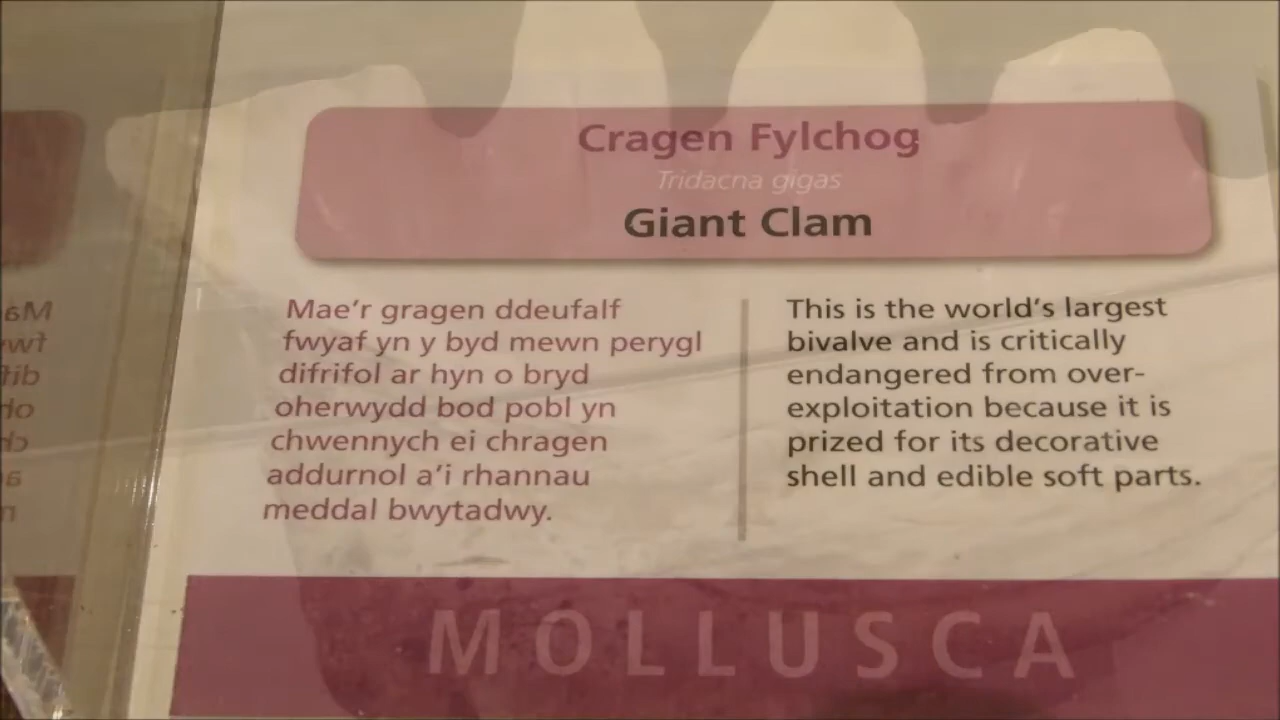 Cragen Fylchog
Tridacna gigas
Giant Clam
Mae'r gragen ddeufalf
fwyaf yn y byd mewn perygl
difrifol ar hyn o bryd
oherwydd bod pobl yn
chwennych ei chragen
addurnol a'i rhannau
meddal bwytadwy.
This is the world's largest
bivalve and is critically
endangered from over-
exploitation because it is
prized for its decorative
shell and edible soft parts.
MOLLUSCA